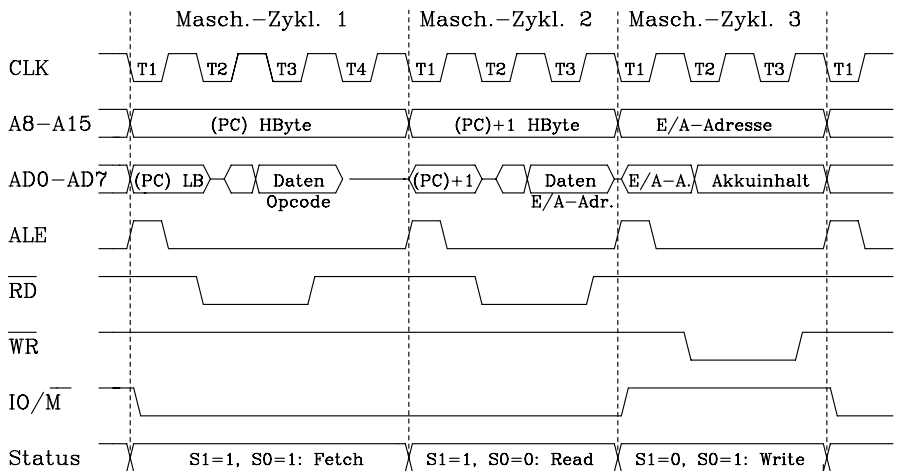 Masch.-Zykl. 1 Masch.-Zykl. 2 Masch.-Zykl. 3
CLK T1 T2 T3 T4 T1 T2 T3 T1 T2 T3 T1
A8-A15 (PC) HByte (PC)+1 HByte E/A-Adresse
AD0-AD7 (PC) LB Daten (PC)+1 Daten E/A-A. Akkuinhalt
Opcode E/A-Adr.
ALE
RD
WR
IO/M
Status S1=1, S0=1: Fetch S1=1, S0=0: Read S1=0, S0=1: Write